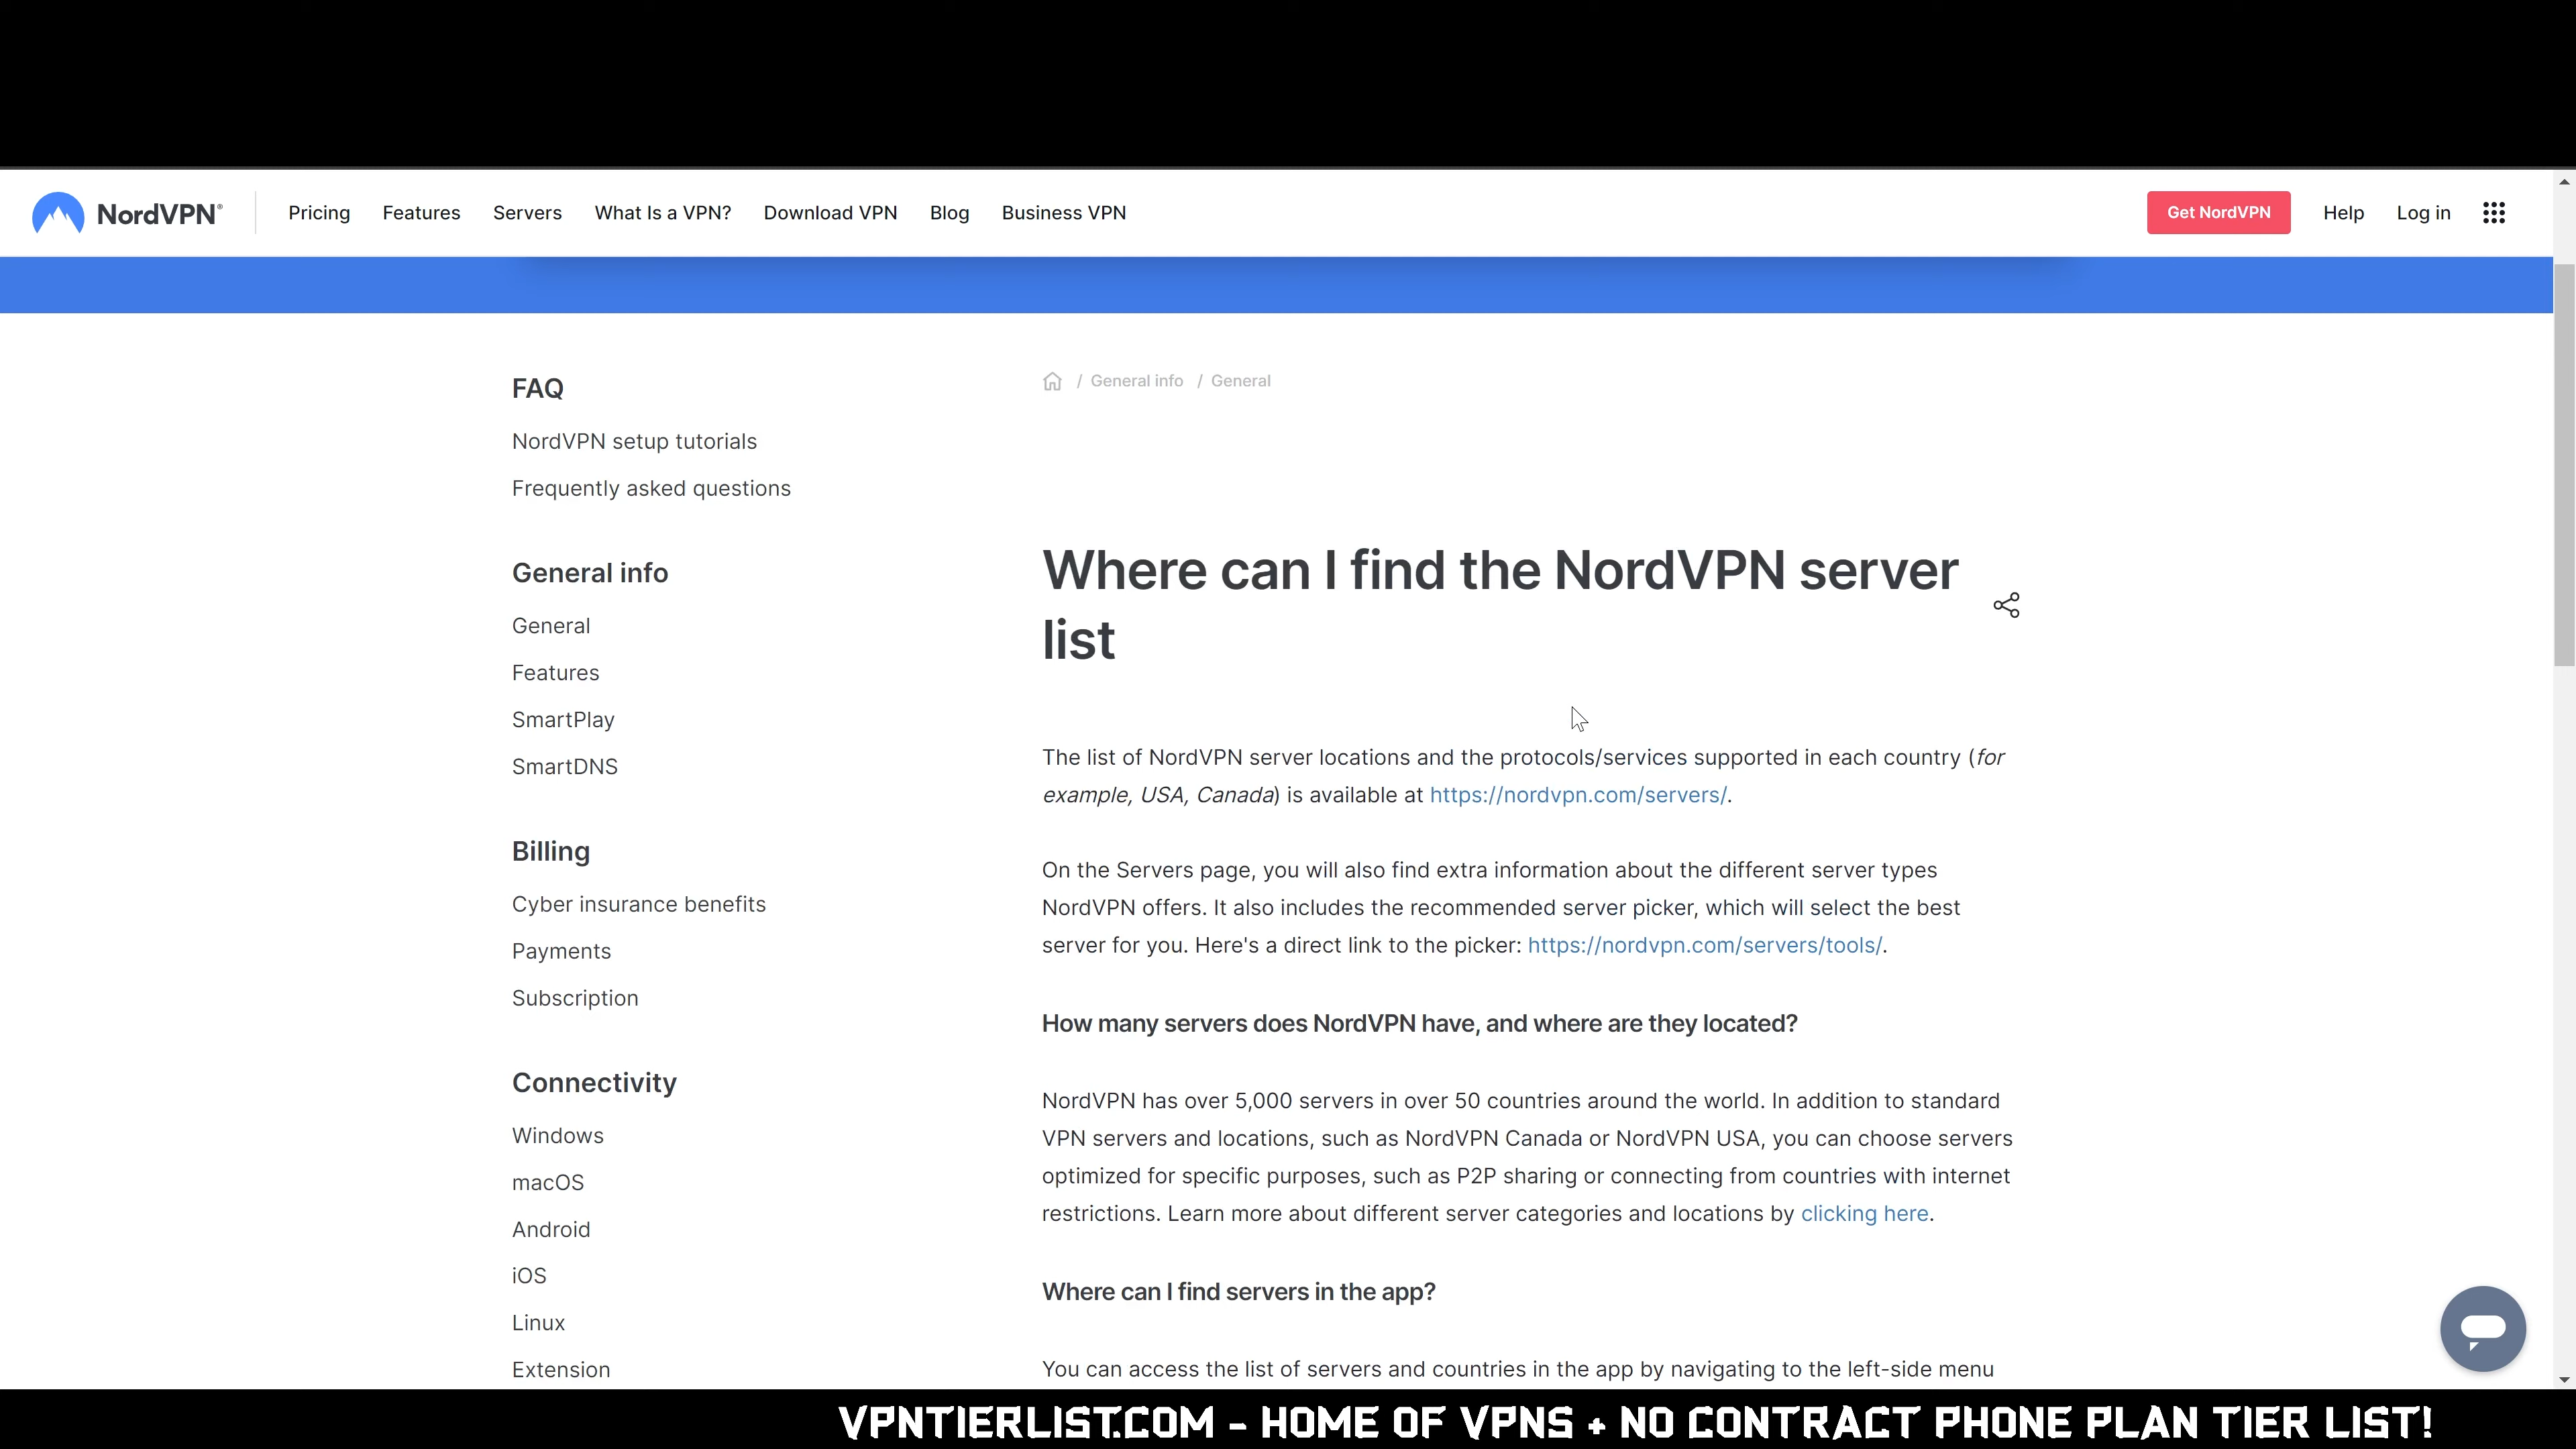 NordVPN®
Pricing
Features
Servers
What Is a VPN?
Download VPN
Blog
Business VPN
Get NordVPN
Help
Log in
FAQ
NordVPN setup tutorials
Frequently asked questions
General info
General
Features
SmartPlay
SmartDNS
Billing
Cyber insurance benefits
Payments
Subscription
Connectivity
Windows
macOS
Android
iOS
Linux
Extension
/ General info / General
Where can I find the NordVPN server
list
The list of NordVPN server locations and the protocols/services supported in each country (for
example, USA, Canada) is available at https://nordvpn.com/servers/.
On the Servers page, you will also find extra information about the different server types
NordVPN offers. It also includes the recommended server picker, which will select the best
server for you. Here's a direct link to the picker: https://nordvpn.com/servers/tools/.
How many servers does NordVPN have, and where are they located?
NordVPN has over 5,000 servers in over 50 countries around the world. In addition to standard
VPN servers and locations, such as NordVPN Canada or NordVPN USA, you can choose servers
optimized for specific purposes, such as P2P sharing or connecting from countries with internet
restrictions. Learn more about different server categories and locations by clicking here.
Where can I find servers in the app?
You can access the list of servers and countries in the app by navigating to the left-side menu
VPNTIERLIST.COM - HOME OF VPNS + NO CONTRACT PHONE PLAN TIER LIST!